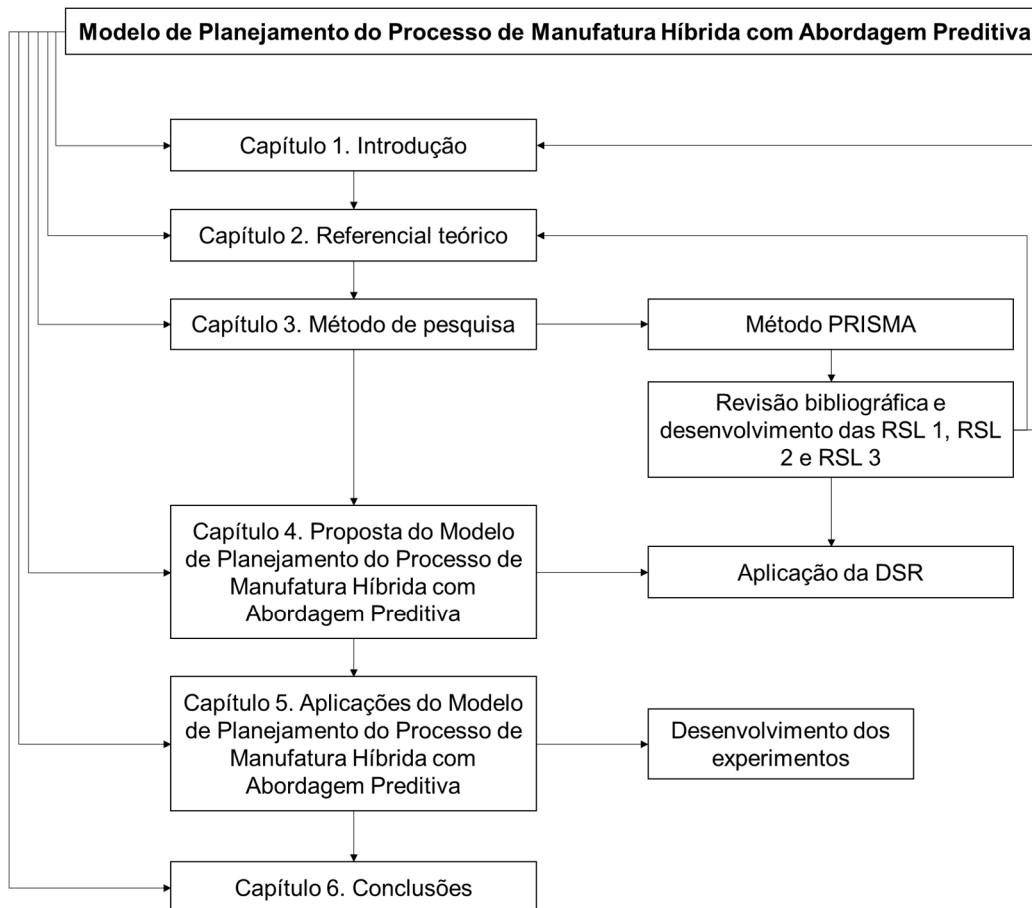 Modelo de Planejamento do Processo de Manufatura Híbrida com Abordagem Preditiva
Capítulo 1. Introdução
Capítulo 2. Referencial teórico
Capítulo 3. Método de pesquisa
Método PRISMA
Revisão bibliográfica e
desenvolvimento das RSL 1, RSL
2 e RSL 3
Capítulo 4. Proposta do Modelo
de Planejamento do Processo de
Manufatura Híbrida com
Abordagem Preditiva
Aplicação da DSR
Capítulo 5. Aplicações do Modelo
de Planejamento do Processo de
Manufatura Híbrida com
Abordagem Preditiva
Desenvolvimento dos
experimentos
Capítulo 6. Conclusões